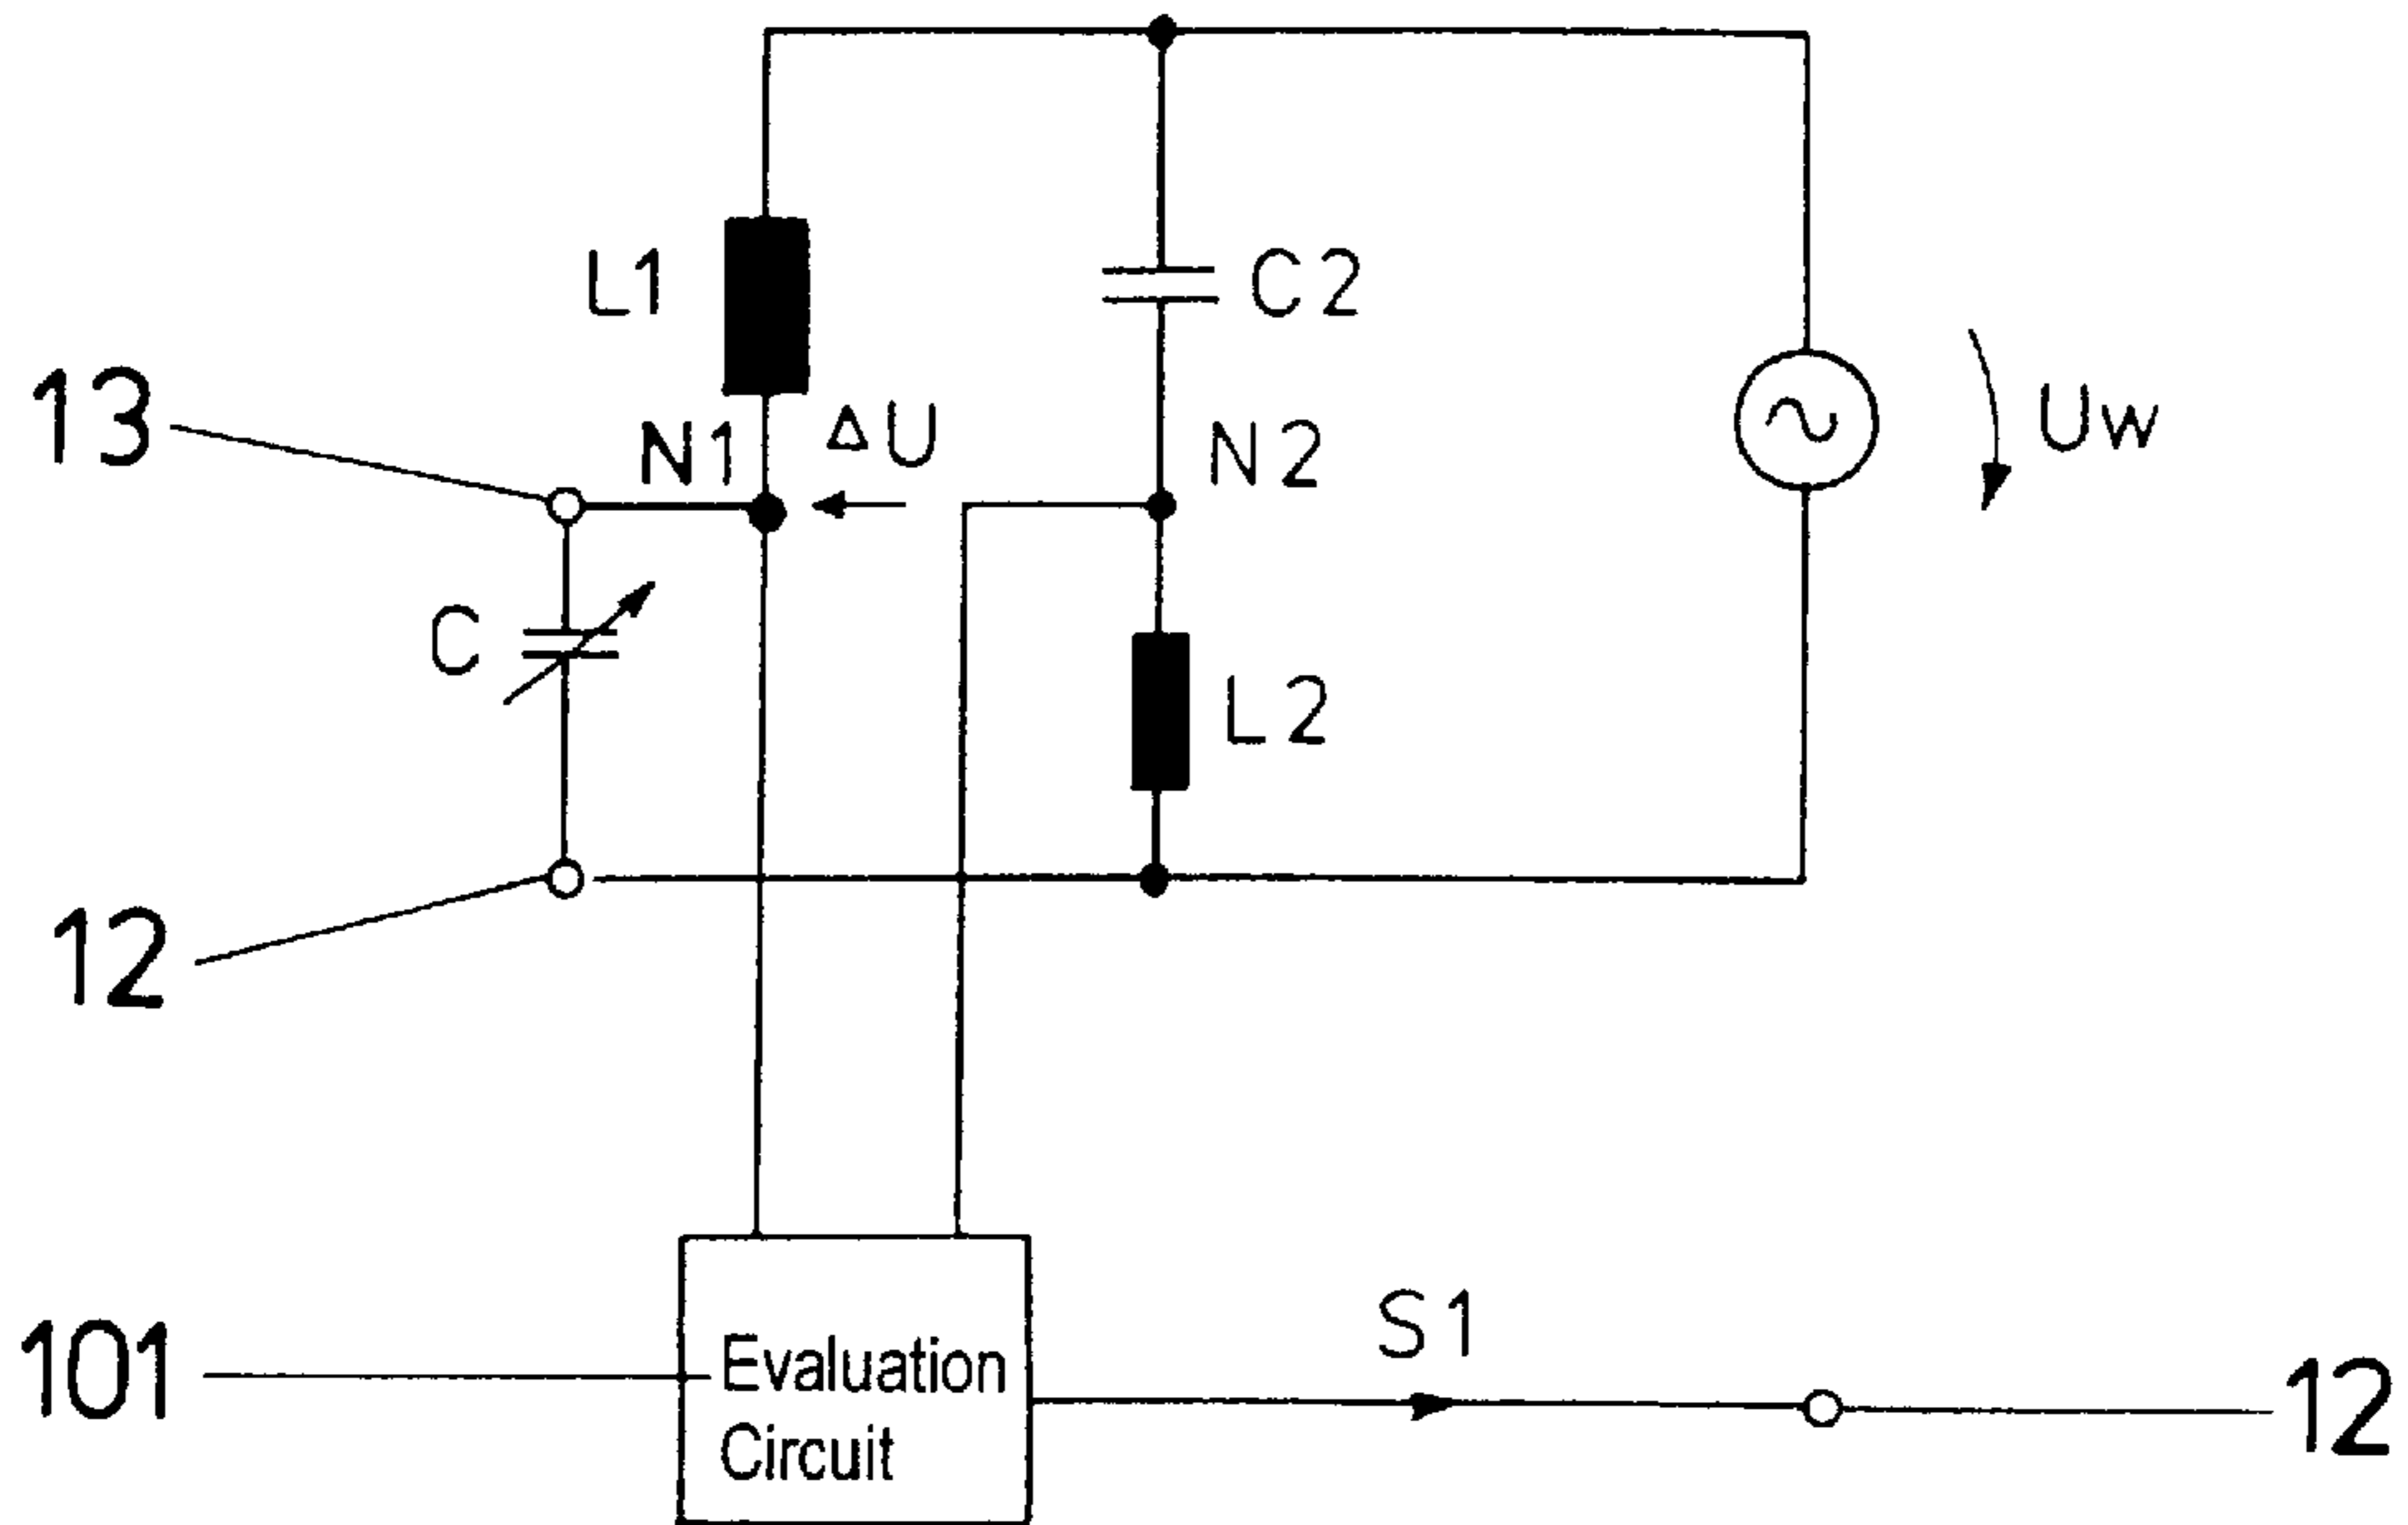 L1
C2
13
N1
ΔU
N2
Uw
C
L2
12
101
Evaluation
Circuit
S1
12